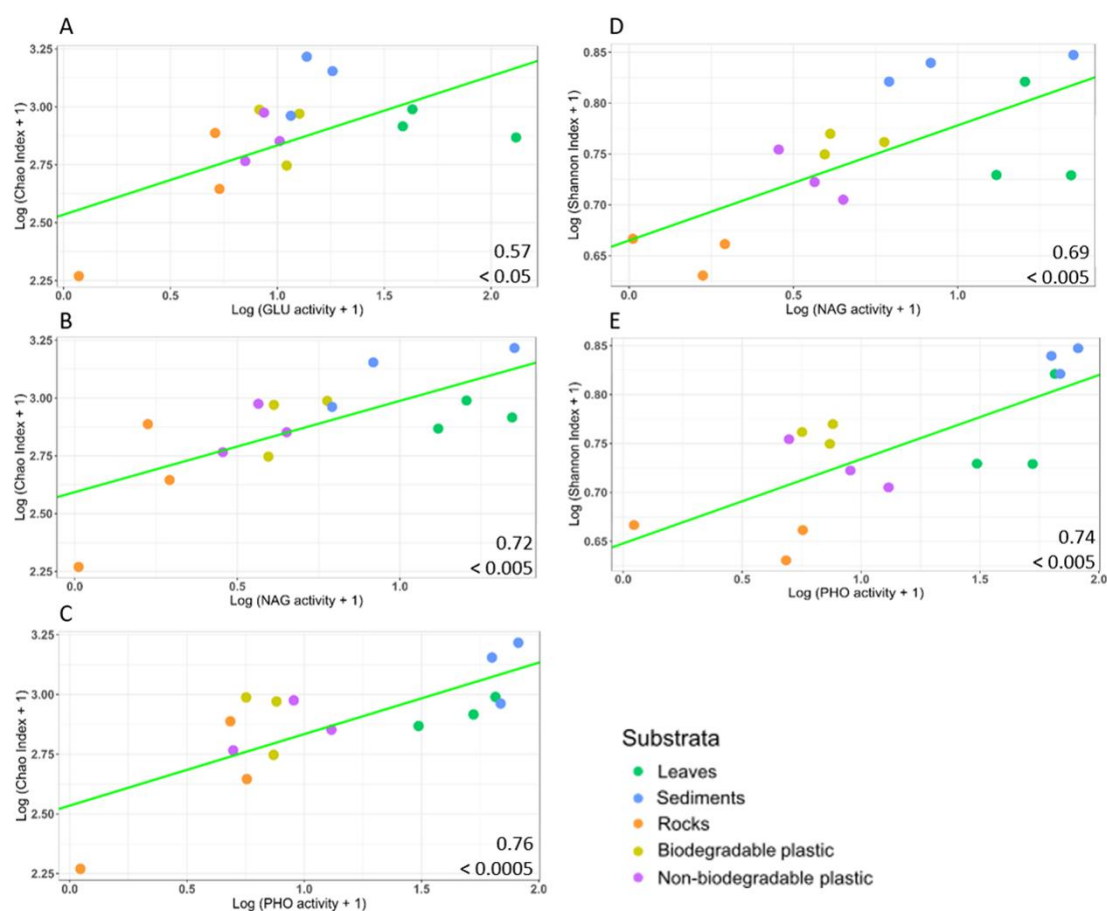 A
3.25
3.00
2.75
2.50
2.25
Log (Chao Index + 1)
0.57
< 0.05
0.0 0.5 1.0 1.5 2.0
Log (GLU activity + 1)
B
3.25
3.00
2.75
2.50
2.25
Log (Chao Index + 1)
0.72
< 0.005
0.0 0.5 1.0
Log (NAG activity + 1)
C
3.25
3.00
2.75
2.50
2.25
Log (Chao Index + 1)
0.76
< 0.0005
0.0 0.5 1.0 1.5 2.0
Log (PHO activity + 1)
D
0.85
0.80
0.75
0.70
0.65
Log (Shannon Index + 1)
0.69
< 0.005
0.0 0.5 1.0
Log (NAG activity + 1)
E
0.85
0.80
0.75
0.70
0.65
Log (Shannon Index + 1)
0.74
< 0.005
0.0 0.5 1.0 1.5 2.0
Log (PHO activity + 1)
Substrata
Leaves
Sediments
Rocks
Biodegradable plastic
Non-biodegradable plastic